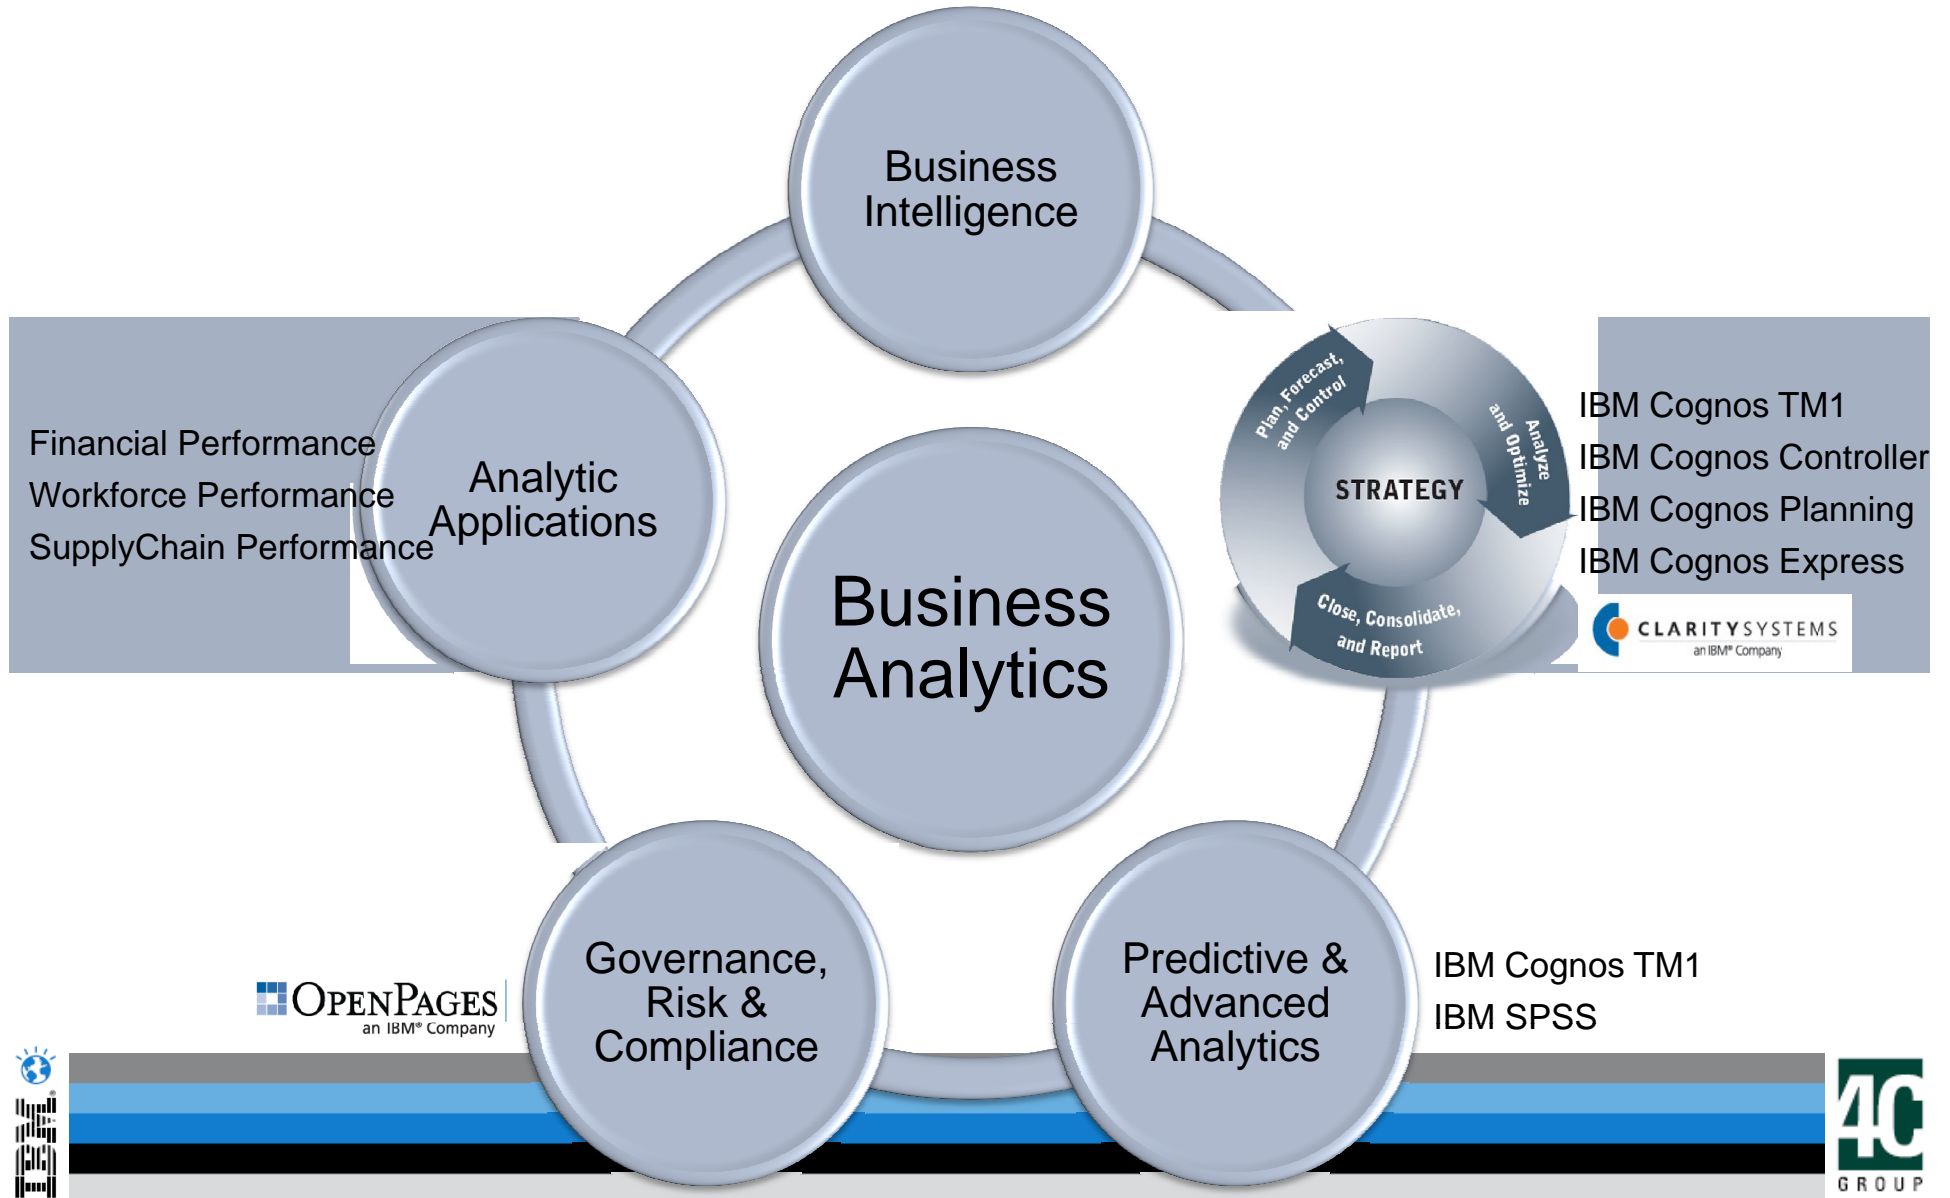 Business
Intelligence
Plan, Forecast,
and Control
Analyze
and Optimize
STRATEGY
Close, Consolidate,
and Report
IBM Cognos TM1
IBM Cognos Controller
IBM Cognos Planning
IBM Cognos Express
CLARITYSYSTEMS
an IBM® Company
Financial Performance
Workforce Performance
SupplyChain Performance
Analytic
Applications
Business
Analytics
Governance,
Risk &
Compliance
OPENPAGES
an IBM® Company
Predictive &
Advanced
Analytics
IBM Cognos TM1
IBM SPSS
IBM®
4C
GROUP